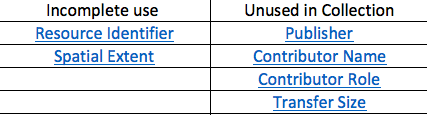 Incomplete use Unused in Collection
Resource Identifier Publisher
Spatial Extent Contributor Name
Contributor Role
Transfer Size